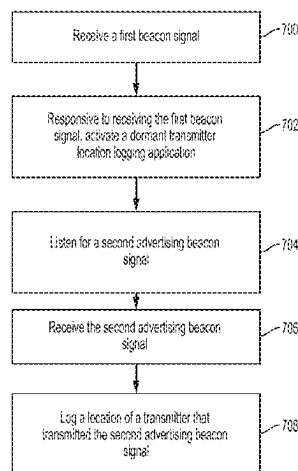 Receive a first beacon signal
700
Responsive to receiving the first beacon
signal, activate a dormant transmitter
location logging application
702
Listen for a second advertising beacon
signal
704
Receive the second advertising beacon
signal
706
Log a location of a transmitter that
transmitted the second advertising beacon
signal
708